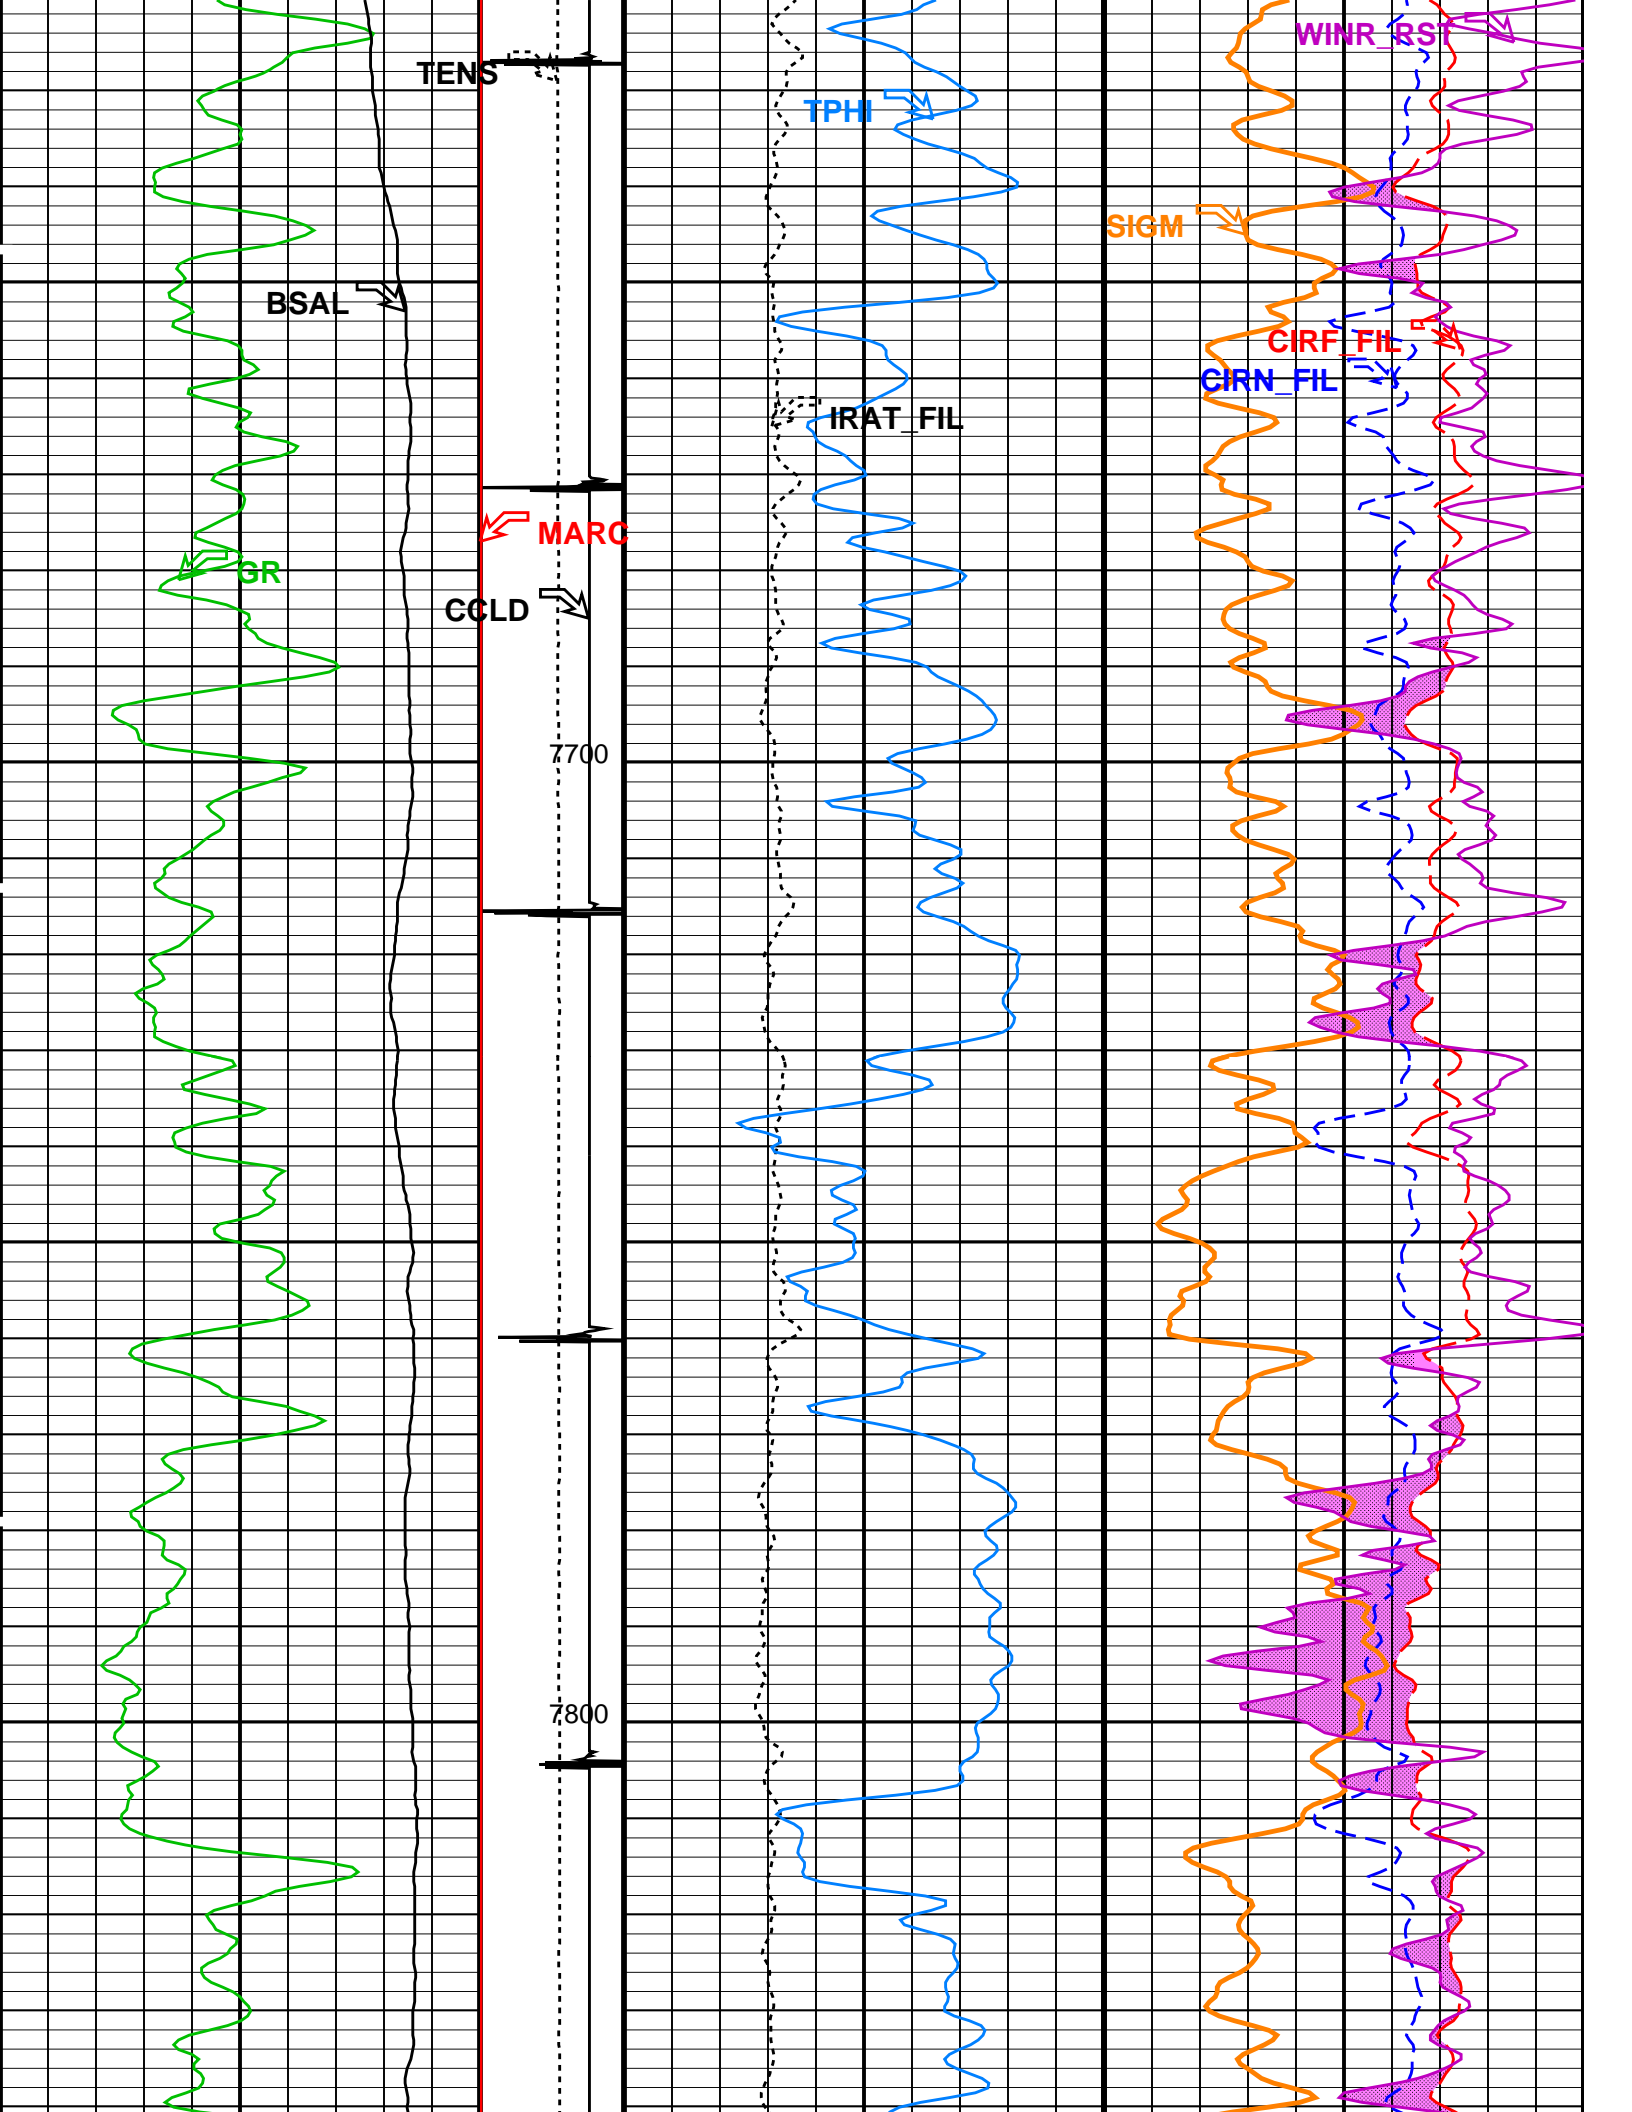 WINR_RST
TENS
TPHI
SIGM
BSAL
CIRF_FIL
CIRN_FIL
IRAT_FIL
MARC
GR
CCLD
7700
7800